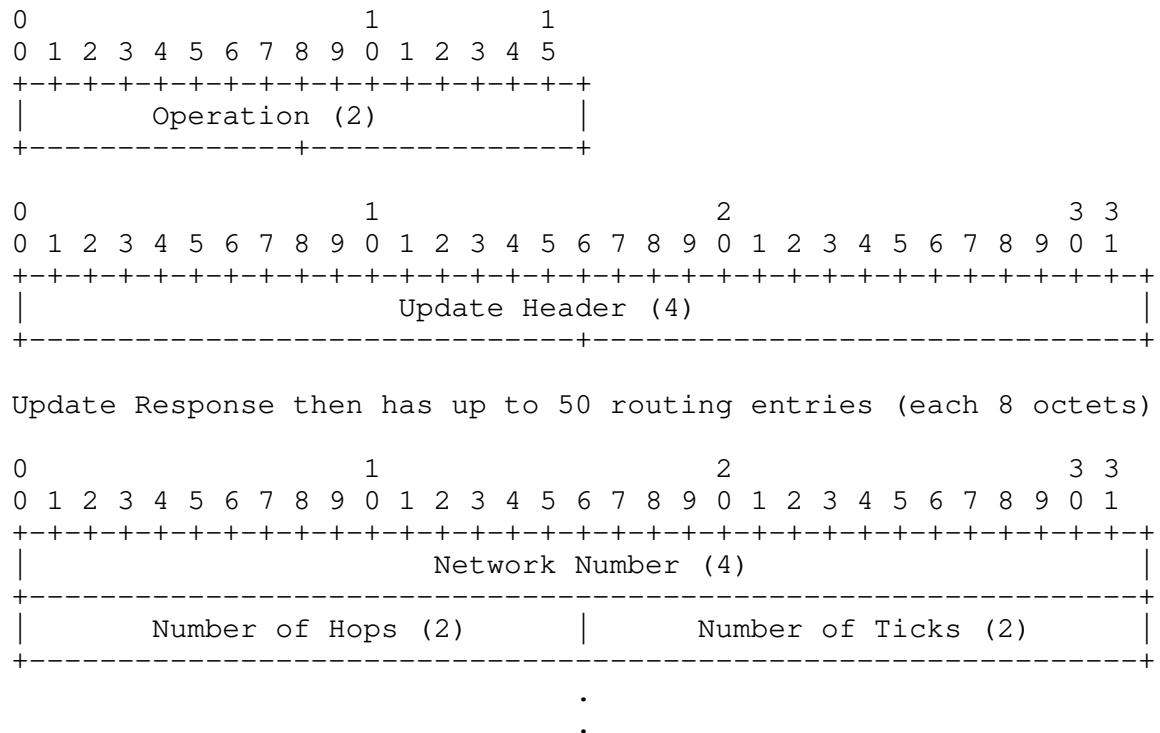 0                   1         1
0 1 2 3 4 5 6 7 8 9 0 1 2 3 4 5
+-+-+-+-+-+-+-+-+-+-+-+-+-+-+-+-+
|       Operation (2)           |
+---------------+---------------+
0                   1                   2                   3 3
0 1 2 3 4 5 6 7 8 9 0 1 2 3 4 5 6 7 8 9 0 1 2 3 4 5 6 7 8 9 0 1
+-+-+-+-+-+-+-+-+-+-+-+-+-+-+-+-+-+-+-+-+-+-+-+-+-+-+-+-+-+-+-+-+
|                     Update Header (4)                         |
+-------------------------------+-------------------------------+
Update Response then has up to 50 routing entries (each 8 octets)
0                   1                   2                   3 3
0 1 2 3 4 5 6 7 8 9 0 1 2 3 4 5 6 7 8 9 0 1 2 3 4 5 6 7 8 9 0 1
+-+-+-+-+-+-+-+-+-+-+-+-+-+-+-+-+-+-+-+-+-+-+-+-+-+-+-+-+-+-+-+-+
|                       Network Number (4)                      |
+---------------------------------------------------------------+
|       Number of Hops (2)      |      Number of Ticks (2)      |
+---------------------------------------------------------------+
.
.